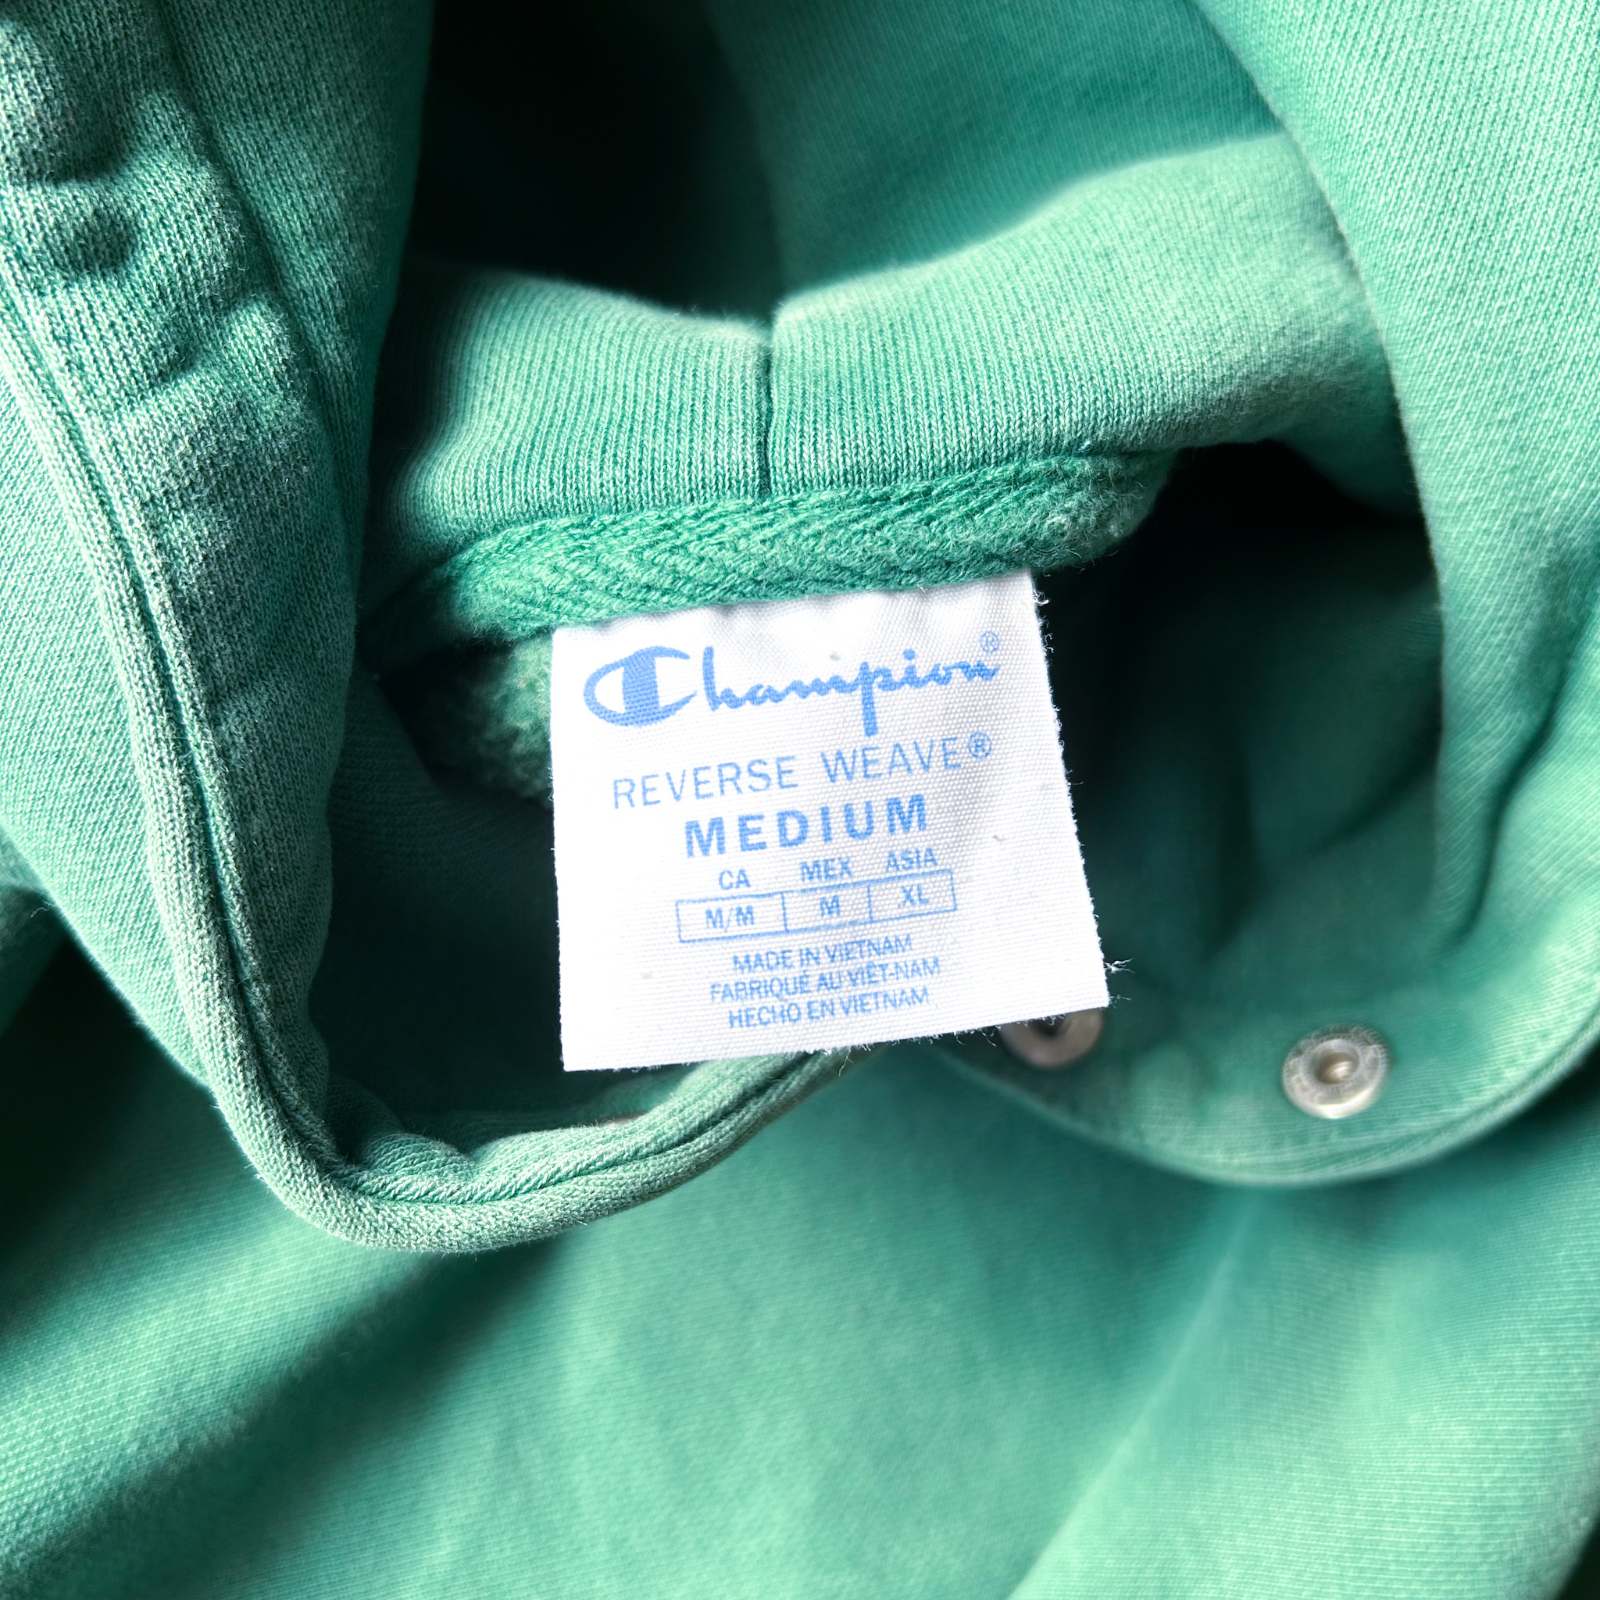 Champion®
REVERSE WEAVE®
MEDIUM
CA MEX ASIA
M/M M XL
MADE IN VIETNAM
FABRIQUÉ AU VIÊT-NAM
HECHO EN VIETNAM